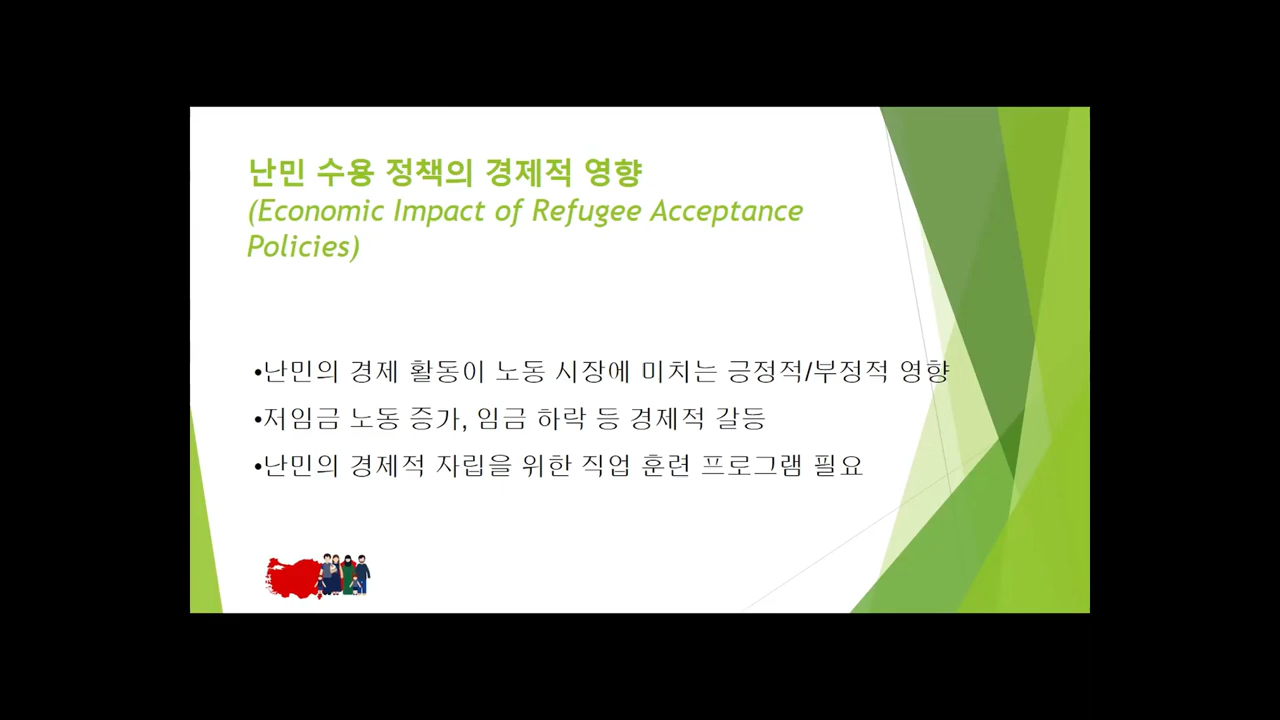 난민 수용 정책의 경제적 영향
(Economic Impact of Refugee Acceptance
Policies)
•난민의 경제 활동이 노동 시장에 미치는 긍정적/부정적 영향
•저임금 노동 증가, 임금 하락 등 경제적 갈등
•난민의 경제적 자립을 위한 직업 훈련 프로그램 필요